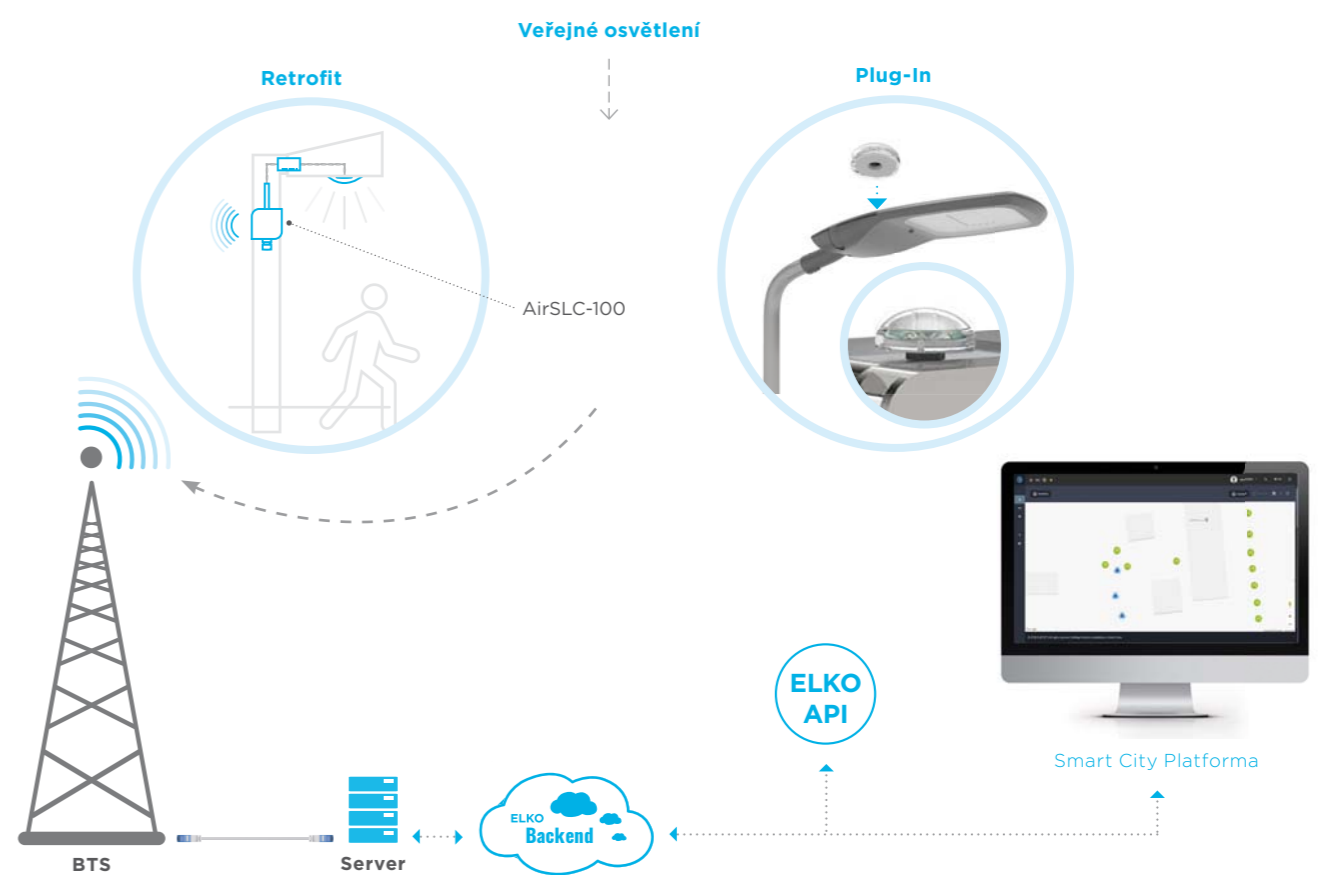 Veřejné osvětlení
Retrofit
Plug-In
AirSLC-100
ELKO
API
Smart City Platforma
ELKO
Backend
BTS
Server